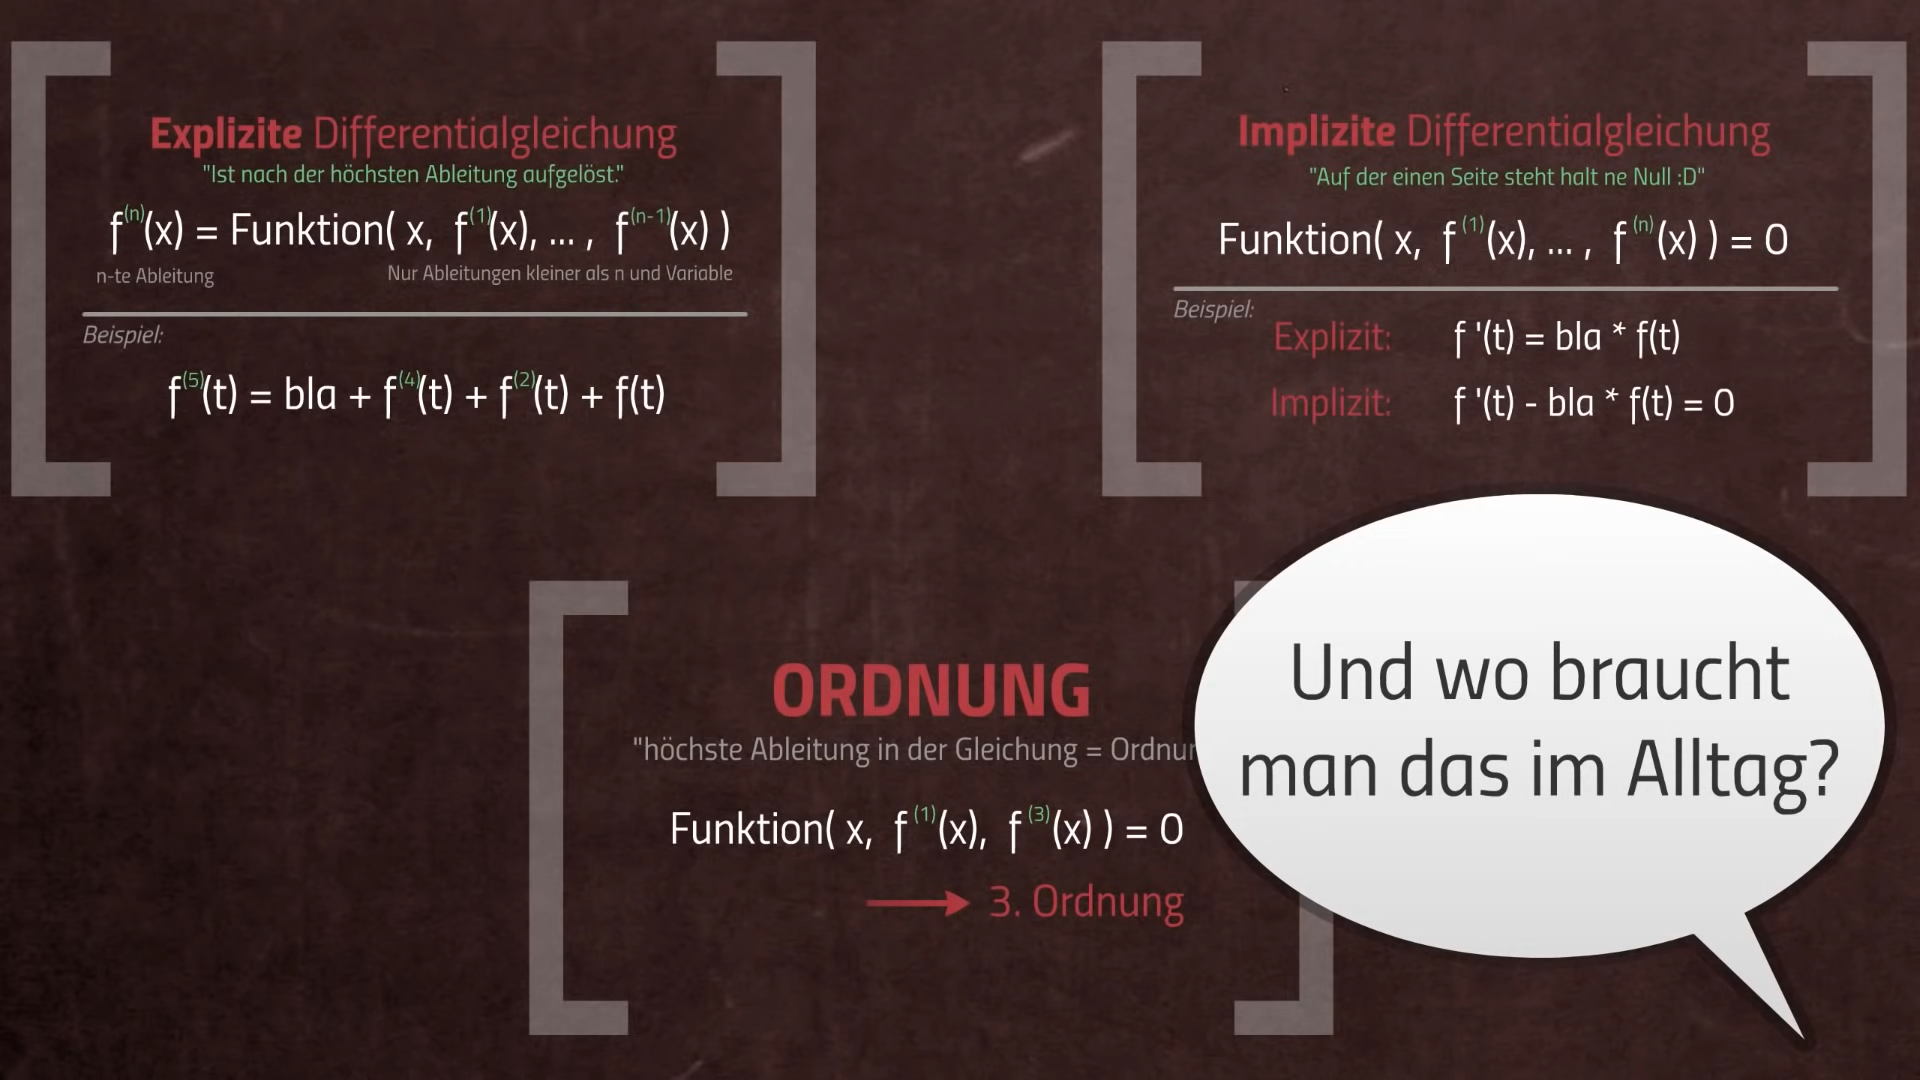 Explizite Differentialgleichung
"Ist nach der höchsten Ableitung aufgelöst."
f⁽ⁿ⁾(x) = Funktion( x, f⁽¹⁾(x), ... , f⁽ⁿ⁻¹⁾(x) )
n-te Ableitung
Nur Ableitungen kleiner als n und Variable
Beispiel:
f⁽⁵⁾(t) = bla + f⁽⁴⁾(t) + f⁽²⁾(t) + f(t)
Implizite Differentialgleichung
"Auf der einen Seite steht halt ne Null :D"
Funktion( x, f⁽¹⁾(x), ... , f⁽ⁿ⁾(x) ) = 0
Beispiel:
Explizit: f '(t) = bla * f(t)
Implizit: f '(t) - bla * f(t) = 0
ORDNUNG
"höchste Ableitung in der Gleichung =
Funktion( x, f⁽¹⁾(x), f⁽³⁾(x) ) = 0
→ 3. Ordnung
Und wo braucht
man das im Alltag?